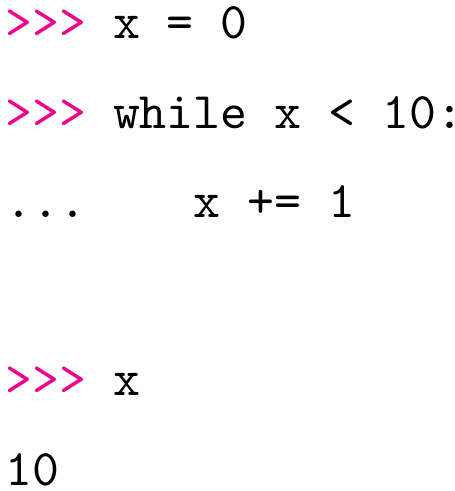 >>> x = 0
>>> while x < 10:
...    x += 1
>>> x
10